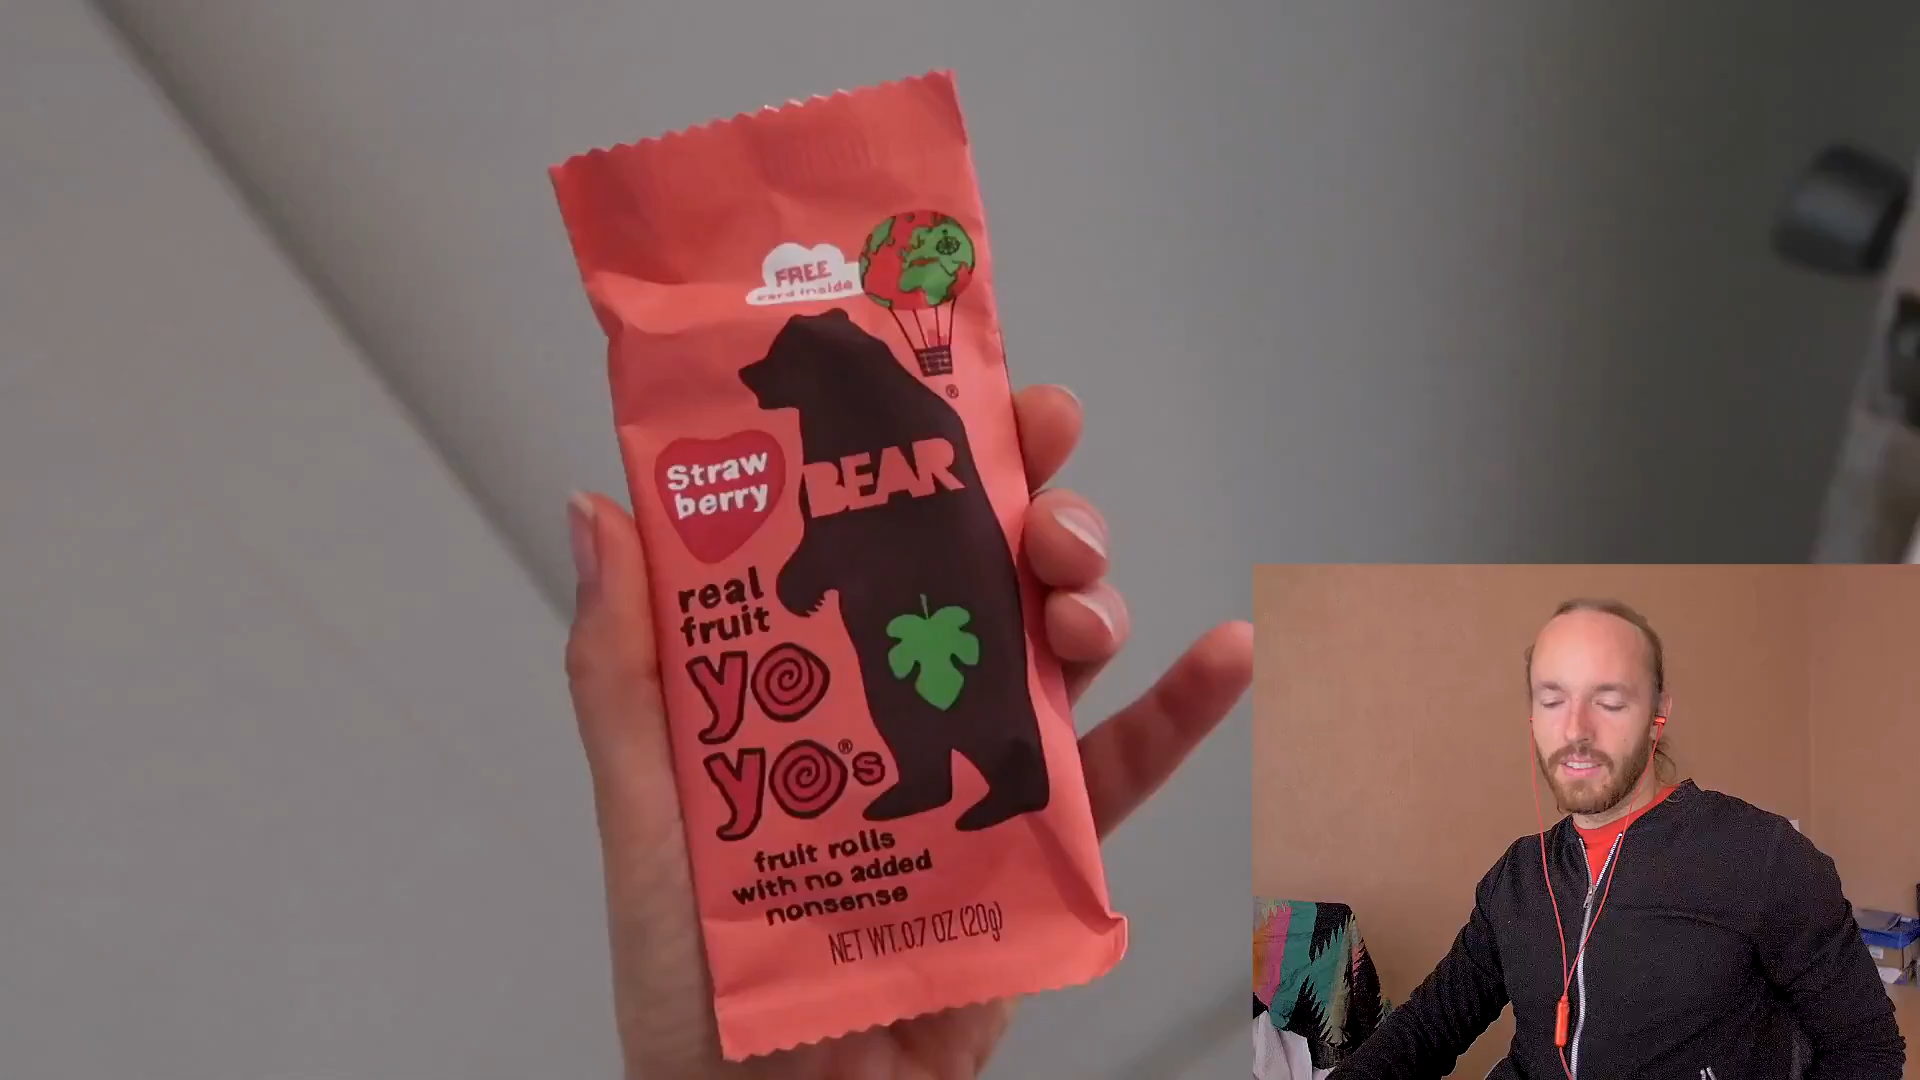 FREE
card inside
Straw
berry
BEAR
®
real
fruit
yo
yo's®
fruit rolls
with no added
nonsense
NET WT. 0.7 OZ (20g)